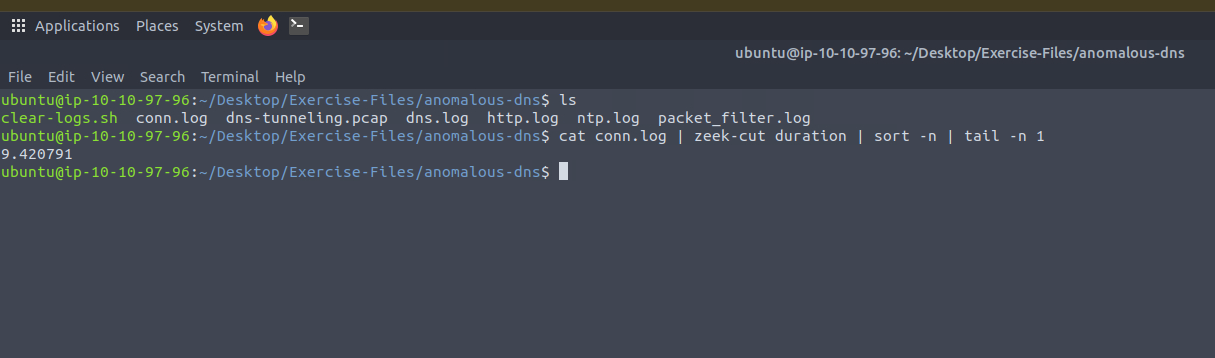 Applications Places System
ubuntu@ip-10-10-97-96: ~/Desktop/Exercise-Files/anomalous-dns
File Edit View Search Terminal Help
ubuntu@ip-10-10-97-96:~/Desktop/Exercise-Files/anomalous-dns$ ls
clear-logs.sh conn.log dns-tunneling.pcap dns.log http.log ntp.log packet_filter.log
ubuntu@ip-10-10-97-96:~/Desktop/Exercise-Files/anomalous-dns$ cat conn.log | zeek-cut duration | sort -n | tail -n 1
9.420791
ubuntu@ip-10-10-97-96:~/Desktop/Exercise-Files/anomalous-dns$